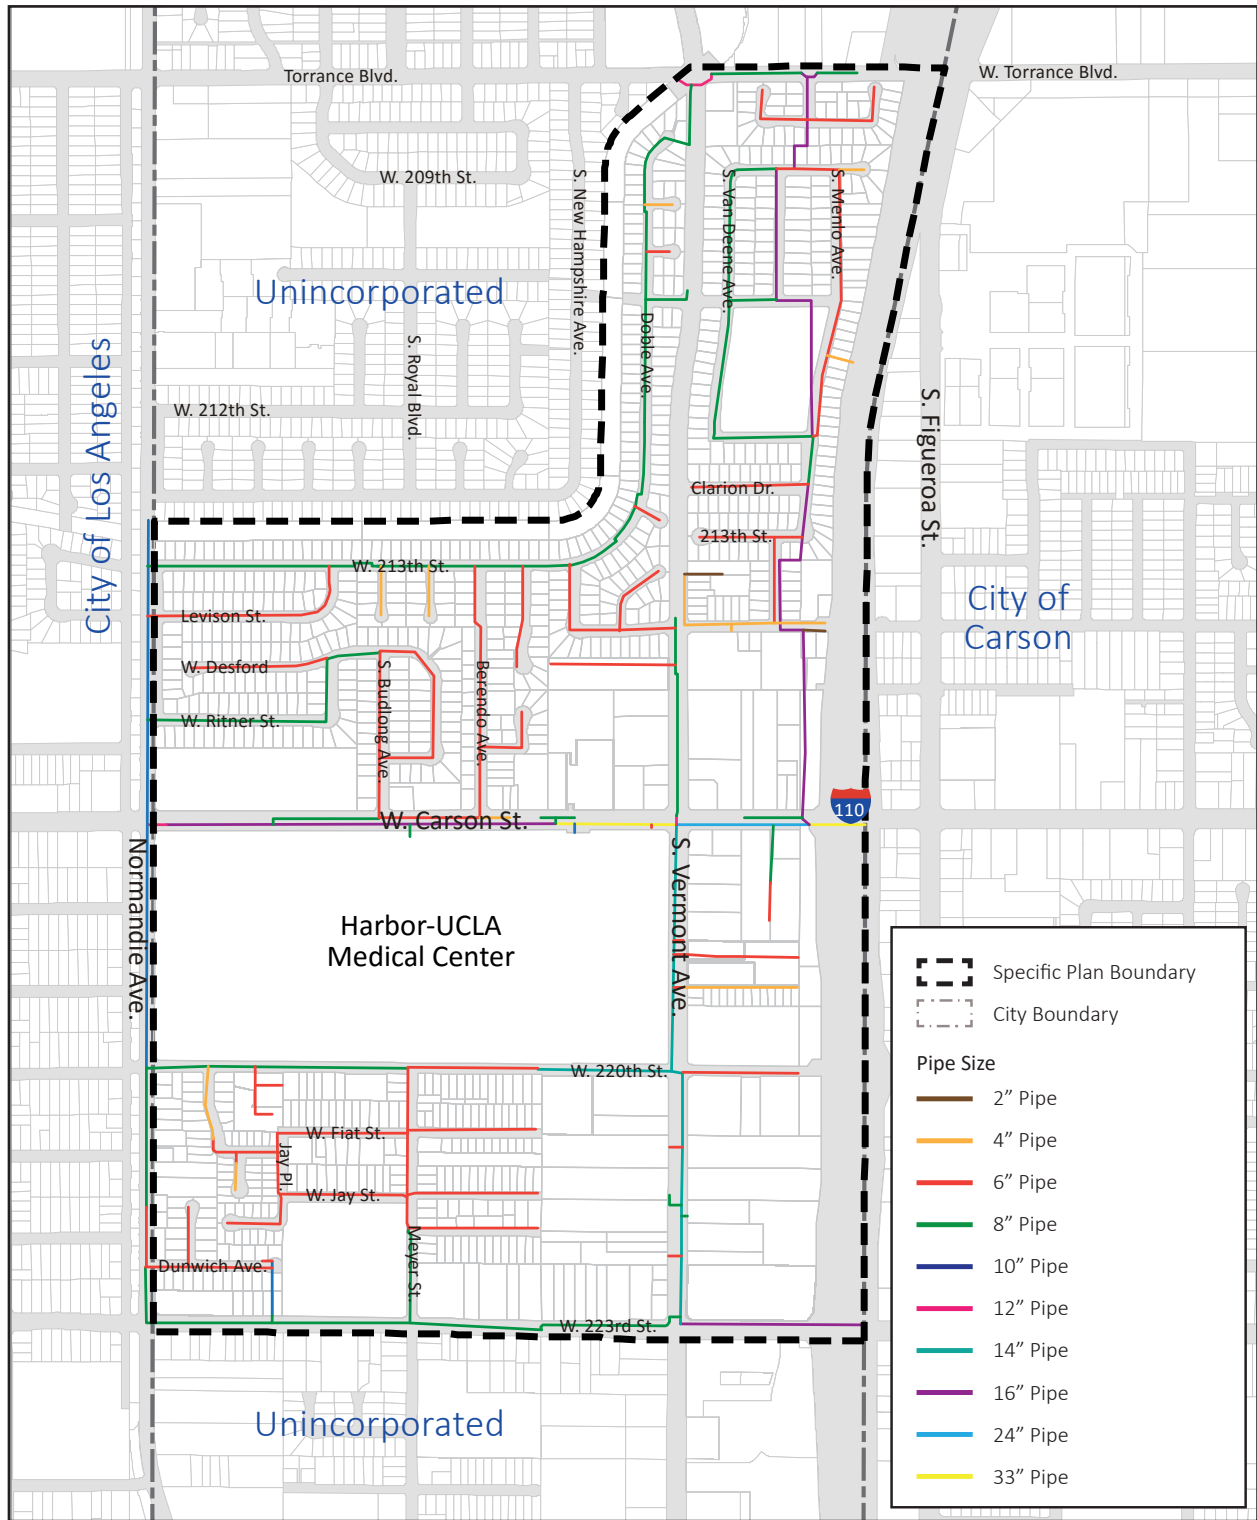 Torrance Blvd.
W. Torrance Blvd.
W. 209th St.
S. New Hampshire Ave.
S. Van Deene Ave.
S. Menlo Ave.
Unincorporated
Doble Ave.
S. Royal Blvd.
City of Los Angeles
W. 212th St.
S. Figueroa St.
Clarion Dr.
213th St.
W. 213th St.
Levison St.
City of
Carson
W. Desford
S. Budlong Ave.
Berendo Ave.
W. Ritner St.
110
W. Carson St.
Normandie Ave.
S. Vermont Ave.
Harbor-UCLA
Medical Center
W. 220th St.
W. Fiat St.
Jay Pl.
W. Jay St.
Meyer St.
Dunwich Ave.
W. 223rd St.
Unincorporated
Specific Plan Boundary
City Boundary
Pipe Size
2” Pipe
4” Pipe
6” Pipe
8” Pipe
10” Pipe
12” Pipe
14” Pipe
16” Pipe
24” Pipe
33” Pipe